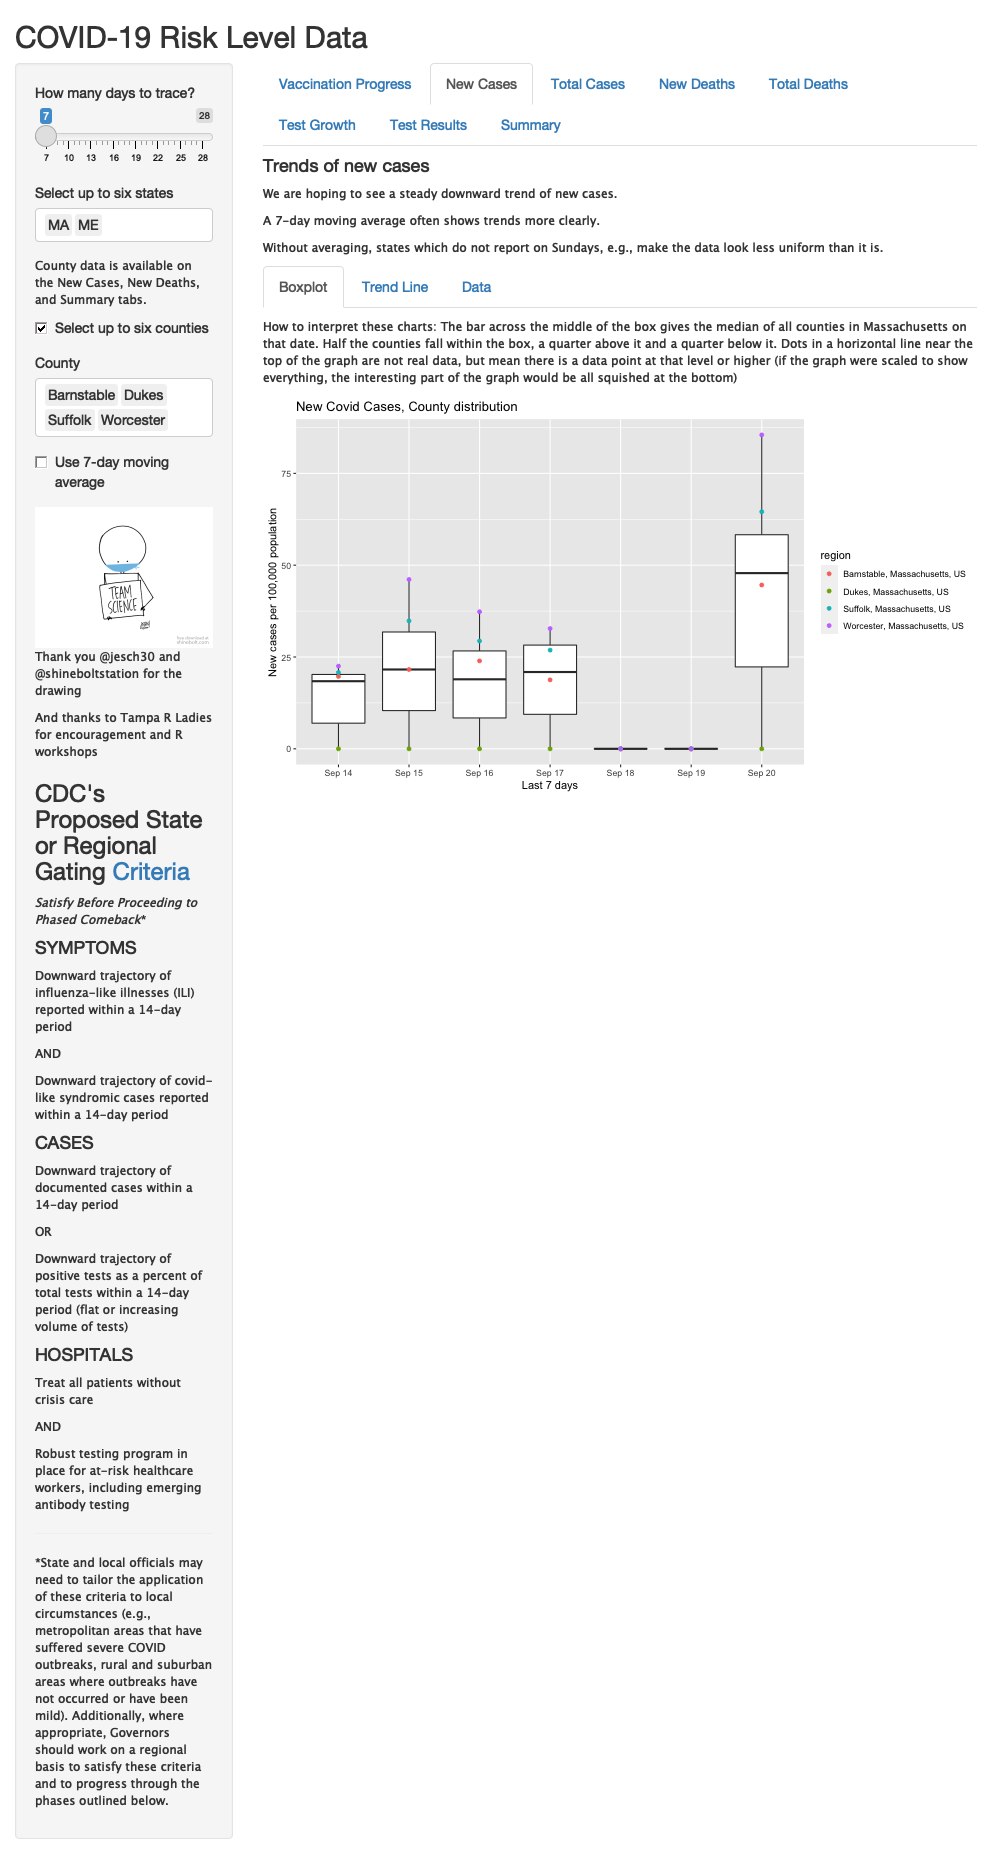 COVID-19 Risk Level Data
How many days to trace?
7
28
7 10 13 16 19 22 25 28
Select up to six states
MA ME
County data is available on
the New Cases, New Deaths,
and Summary tabs.
Select up to six counties
County
Barnstable Dukes
Suffolk Worcester
Use 7-day moving
average
TEAM
SCIENCE
Thank you @jesch30 and
@shineboltstation for the
drawing
And thanks to Tampa R Ladies
for encouragement and R
workshops
CDC's
Proposed State
or Regional
Gating Criteria
Satisfy Before Proceeding to
Phased Comeback*
SYMPTOMS
Downward trajectory of
influenza-like illnesses (ILI)
reported within a 14-day
period
AND
Downward trajectory of covid-
like syndromic cases reported
within a 14-day period
CASES
Downward trajectory of
documented cases within a
14-day period
OR
Downward trajectory of
positive tests as a percent of
total tests within a 14-day
period (flat or increasing
volume of tests)
HOSPITALS
Treat all patients without
crisis care
AND
Robust testing program in
place for at-risk healthcare
workers, including emerging
antibody testing
*State and local officials may
need to tailor the application
of these criteria to local
circumstances (e.g.,
metropolitan areas that have
suffered severe COVID
outbreaks, rural and suburban
areas where outbreaks have
not occurred or have been
mild). Additionally, where
appropriate, Governors
should work on a regional
basis to satisfy these criteria
and to progress through the
phases outlined below.
Vaccination Progress New Cases Total Cases New Deaths Total Deaths
Test Growth Test Results Summary
Trends of new cases
We are hoping to see a steady downward trend of new cases.
A 7-day moving average often shows trends more clearly.
Without averaging, states which do not report on Sundays, e.g., make the data look less uniform than it is.
Boxplot Trend Line Data
How to interpret these charts: The bar across the middle of the box gives the median of all counties in Massachusetts on
that date. Half the counties fall within the box, a quarter above it and a quarter below it. Dots in a horizontal line near the
top of the graph are not real data, but mean there is a data point at that level or higher (if the graph were scaled to show
everything, the interesting part of the graph would be all squished at the bottom)
New Covid Cases, County distribution
New cases per 100,000 population
75
50
25
0
Sep 14 Sep 15 Sep 16 Sep 17 Sep 18 Sep 19 Sep 20
Last 7 days
region
Barnstable, Massachusetts, US
Dukes, Massachusetts, US
Suffolk, Massachusetts, US
Worcester, Massachusetts, US